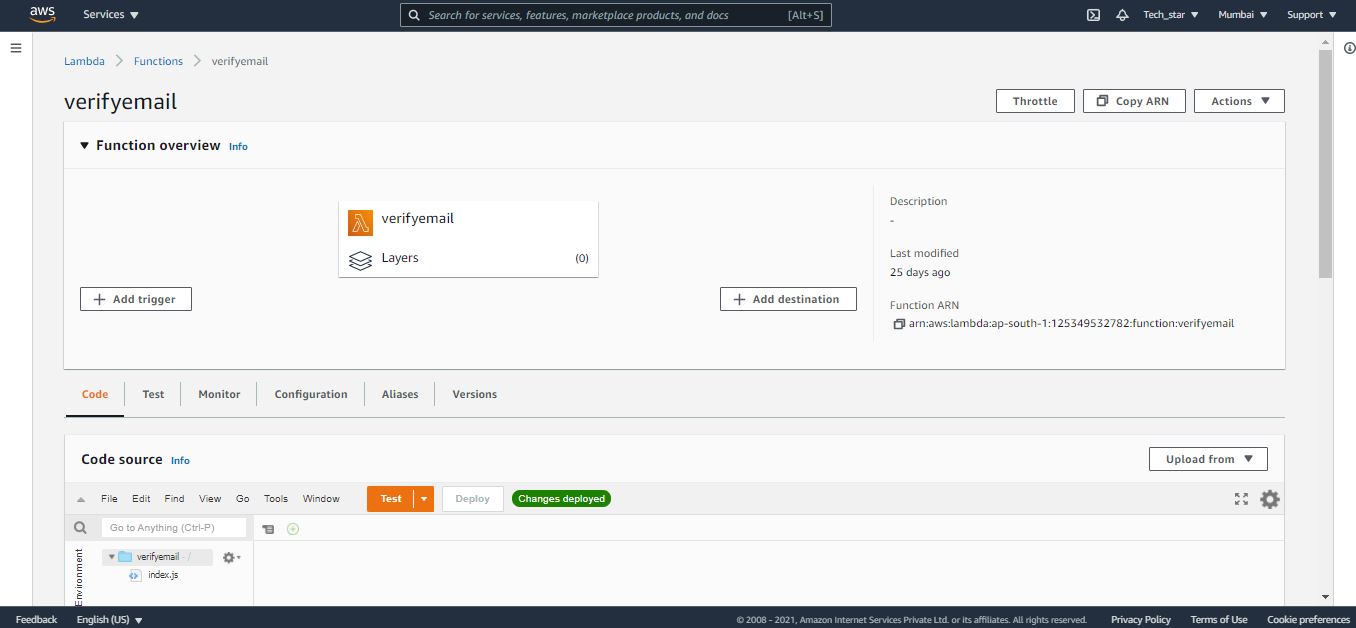 aws Services Search for services, features, marketplace products, and docs [Alt+S] Tech_star Mumbai Support
Lambda Functions verifyemail
verifyemail Throttle Copy ARN Actions
Function overview Info
verifyemail
Layers (0)
Add trigger
Add destination
Description
-
Last modified
25 days ago
Function ARN
arn:aws:lambda:ap-south-1:125349532782:function:verifyemail
Code Test Monitor Configuration Aliases Versions
Code source Info Upload from
File Edit Find View Go Tools Window Test Deploy Changes deployed
Go to Anything (Ctrl-P)
Environment
verifyemail - /
index.js
Feedback English (US) © 2008 - 2021, Amazon Internet Services Private Ltd. or its affiliates. All rights reserved. Privacy Policy Terms of Use Cookie preferences